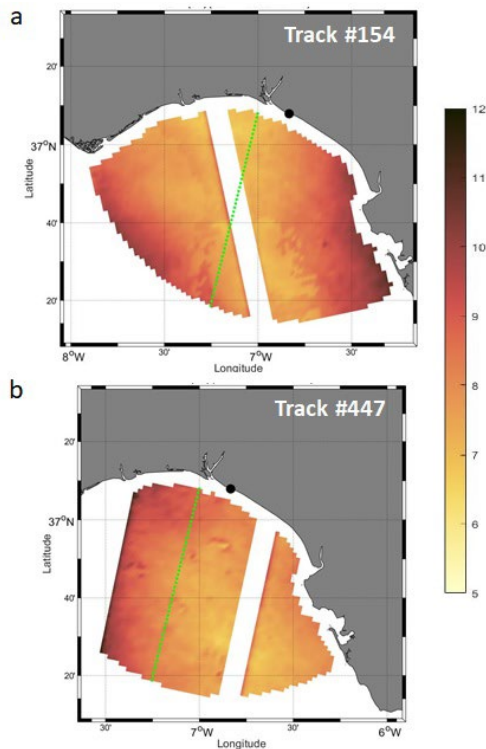 a
Track #154
20'
37°N
40'
20'
Latitude
8°W
30'
7°W
30'
Longitude
12
11
10
9
8
7
6
5
b
Track #447
20'
37°N
40'
20'
Latitude
30'
7°W
30'
6°W
Longitude